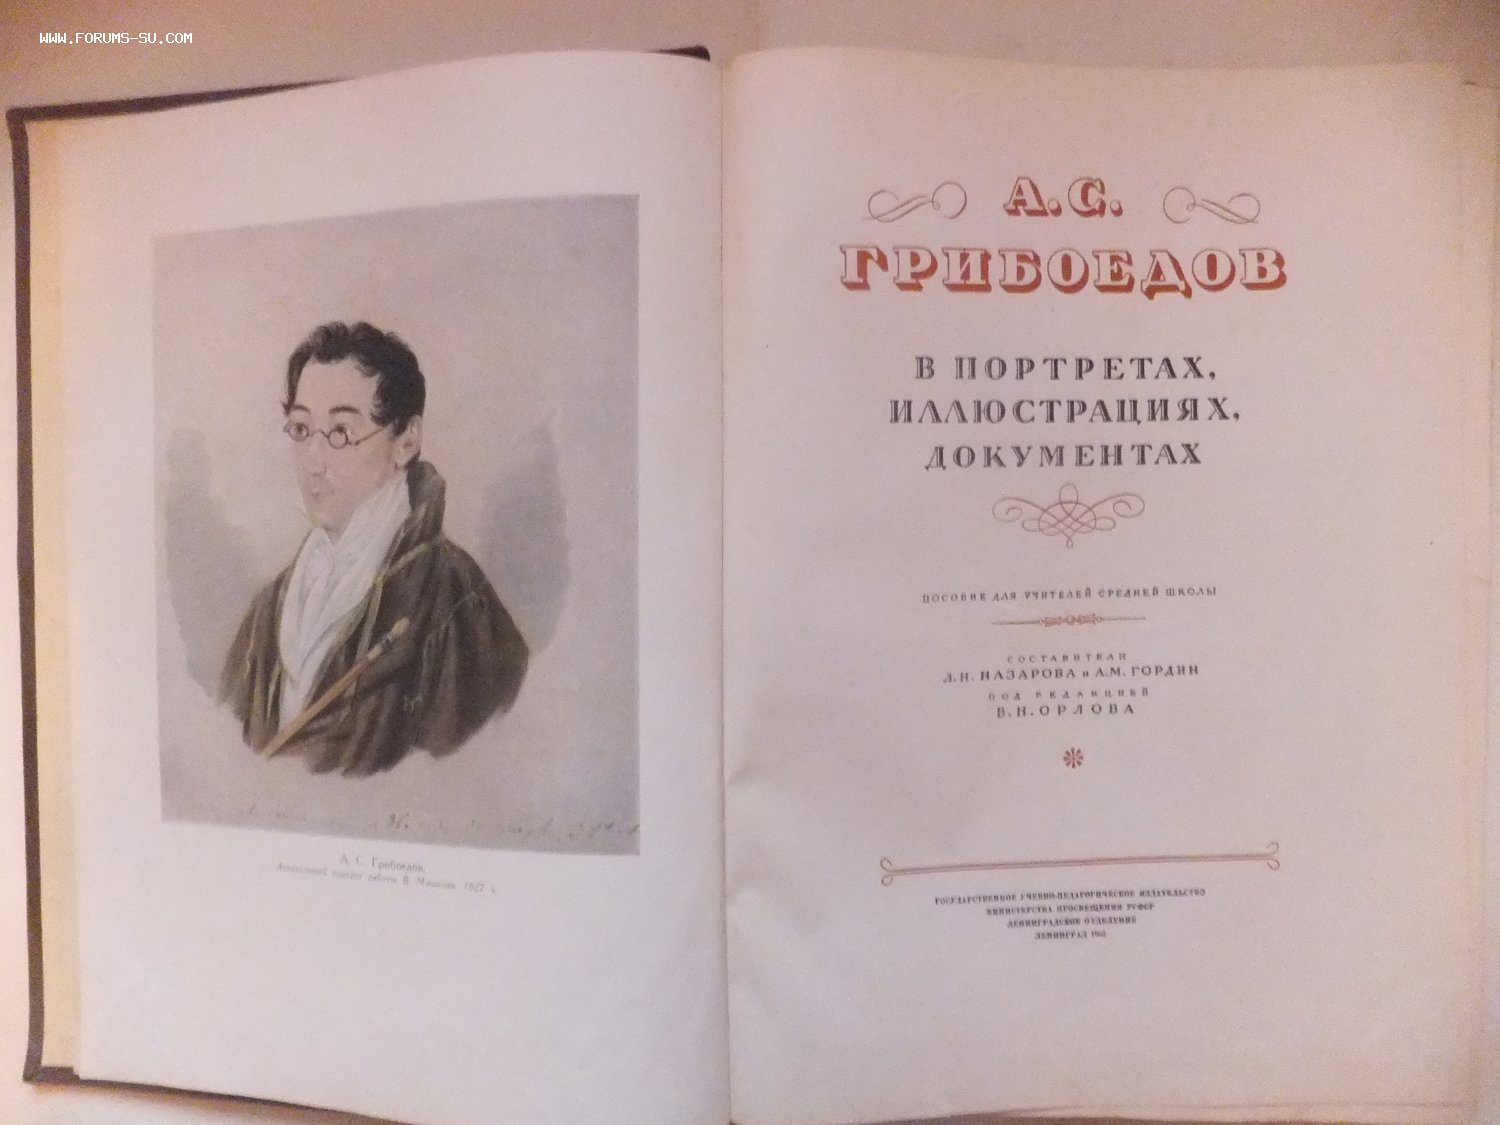 WWW.FORUMS-SU.COM
А. С. Грибоедов.
портрет работы В. Машкова. 1827 г.
А.С.
ГРИБОЕДОВ
В ПОРТРЕТАХ,
ИЛЛЮСТРАЦИЯХ,
ДОКУМЕНТАХ
ПОСОБИЕ ДЛЯ УЧИТЕЛЕЙ СРЕДНЕЙ ШКОЛЫ
СОСТАВИТЕЛИ
Л.Н. НАЗАРОВА и А.М. ГОРДИН
ПОД РЕДАКЦИЕЙ
В.Н. ОРЛОВА
ГОСУДАРСТВЕННОЕ УЧЕБНО-ПЕДАГОГИЧЕСКОЕ ИЗДАТЕЛЬСТВО
МИНИСТЕРСТВА ПРОСВЕЩЕНИЯ РСФСР
ЛЕНИНГРАДСКОЕ ОТДЕЛЕНИЕ
ЛЕНИНГРАД 1955